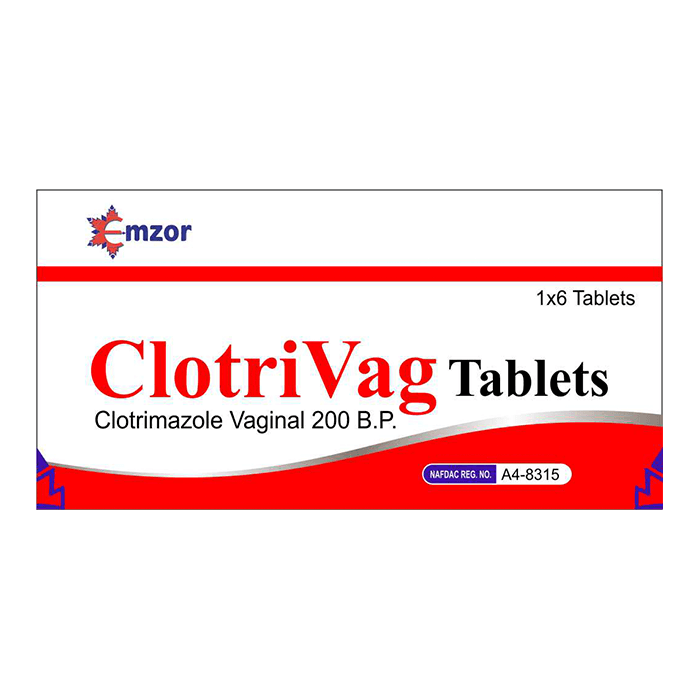 Emzor
1x6 Tablets
ClotriVag Tablets
Clotrimazole Vaginal 200 B.P.
NAFDAC REG. NO. A4-8315